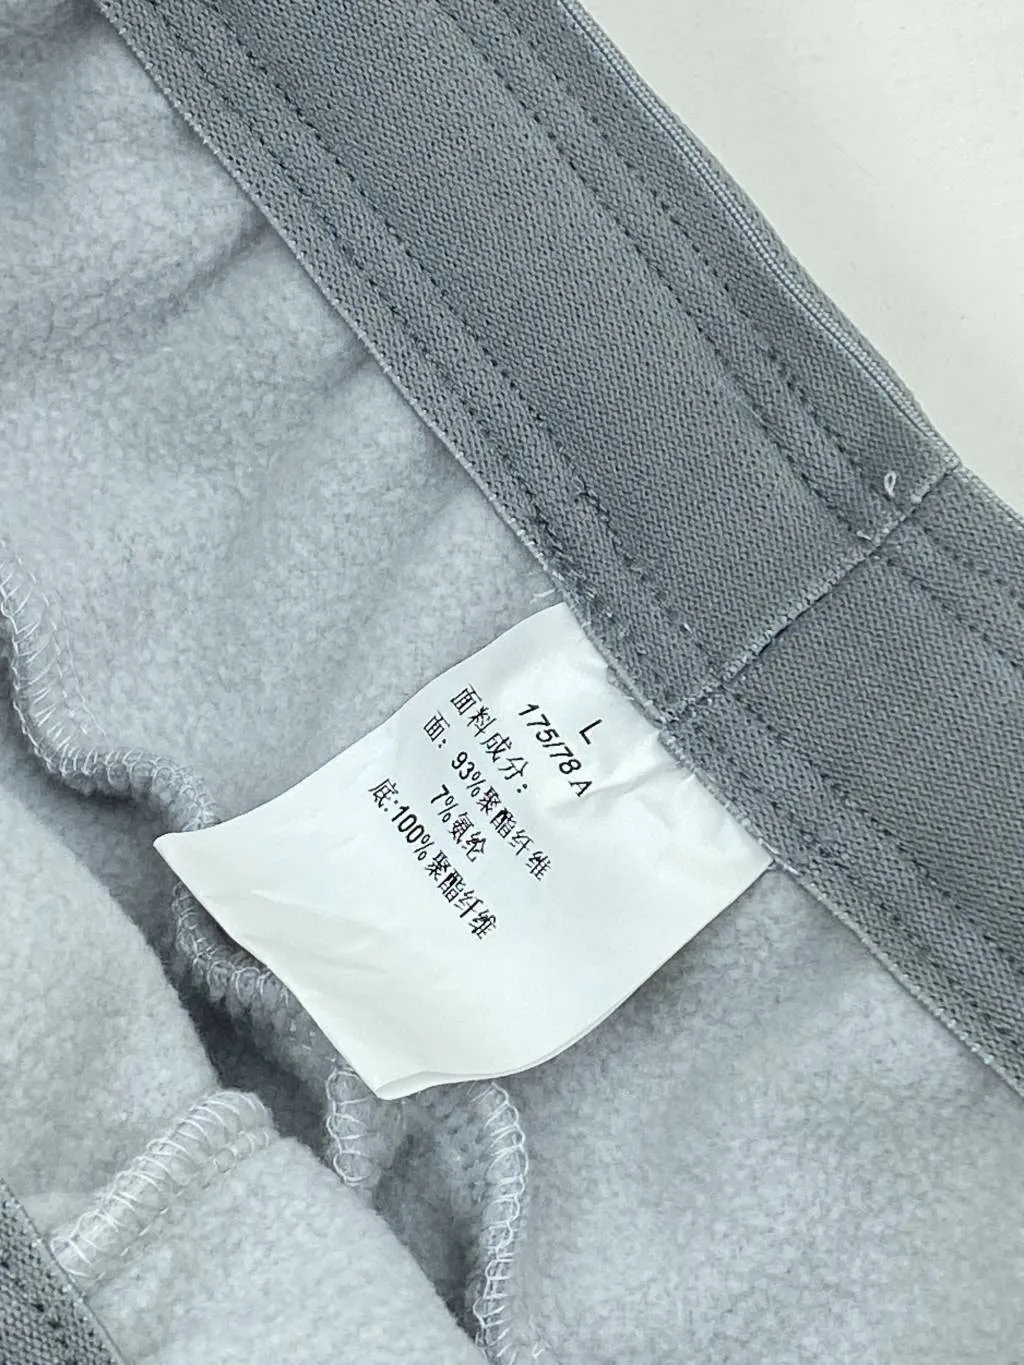 L
175/78A
面料成分：
面：93%聚酯纤维
7%氨纶
底:100%聚酯纤维